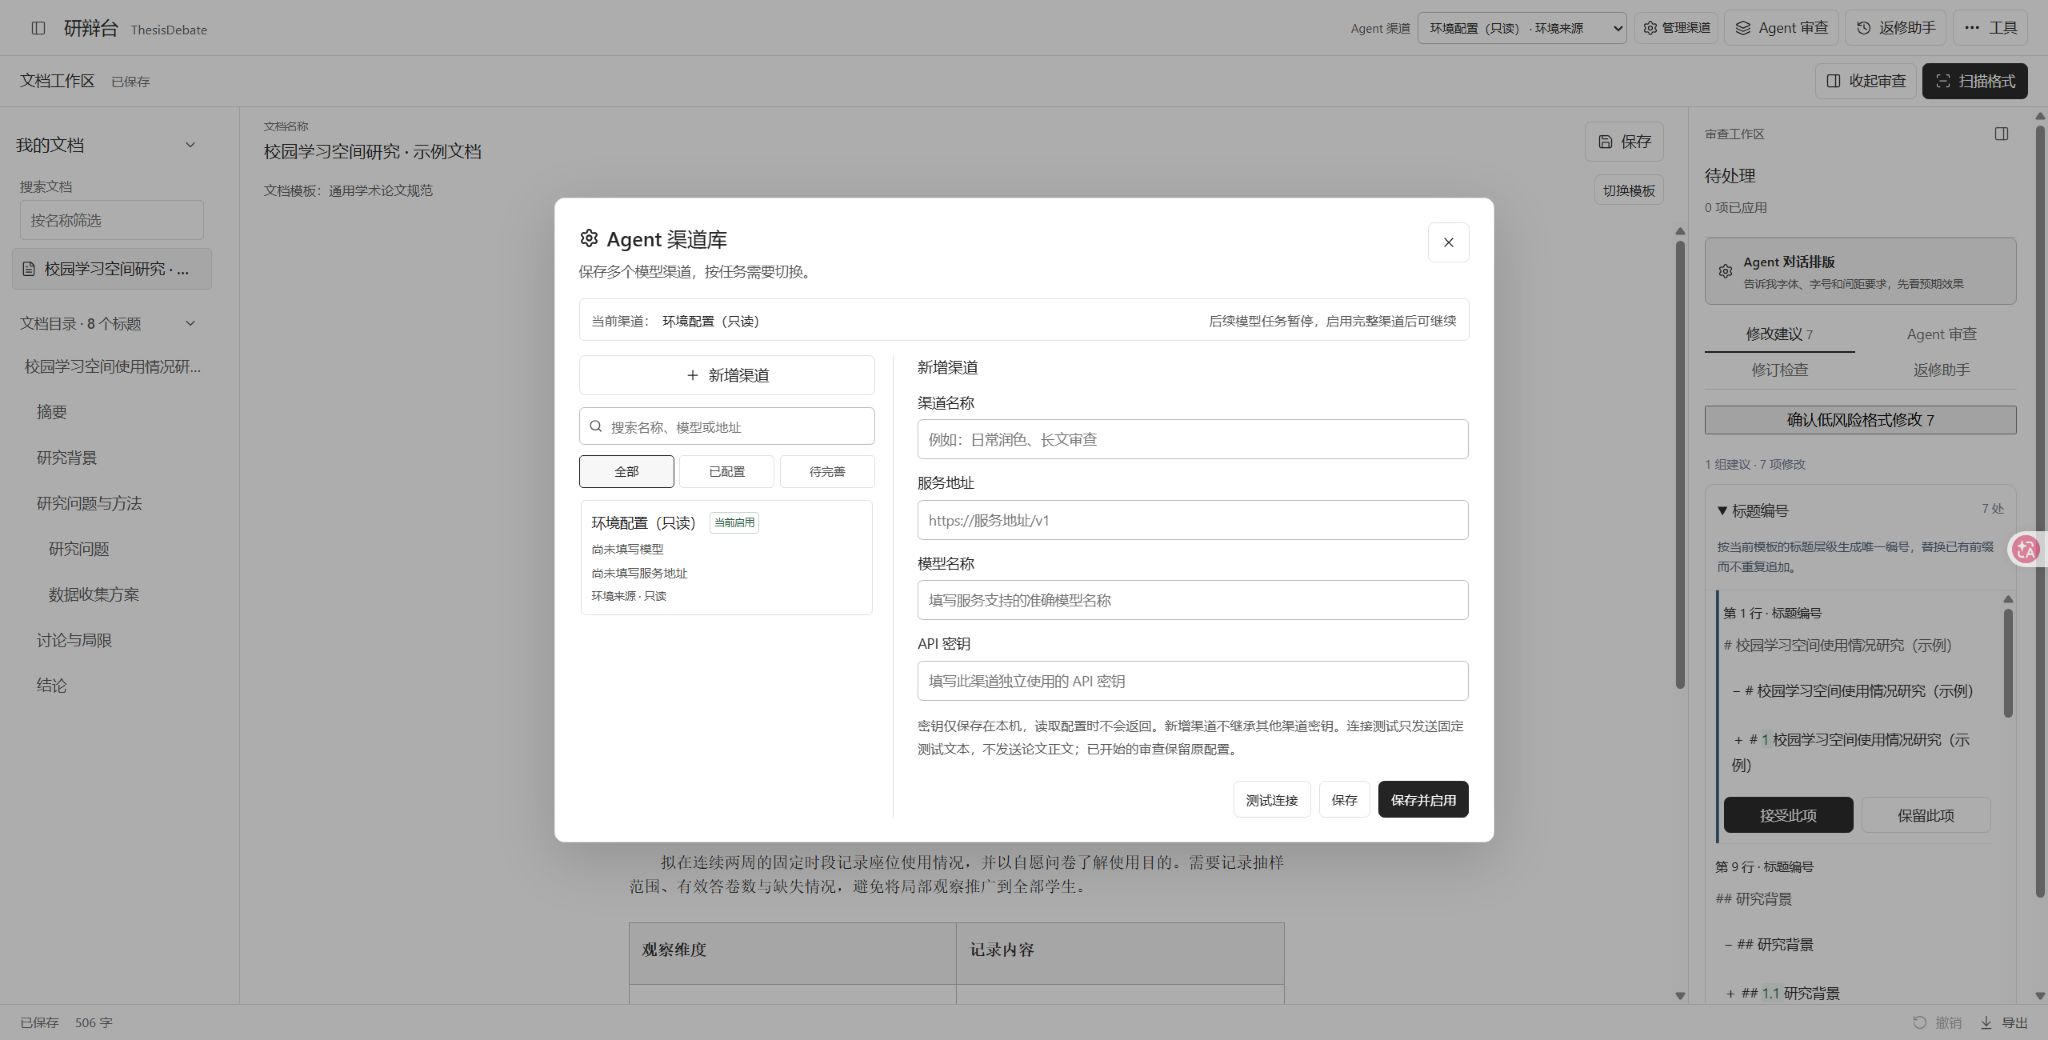 研辩台 ThesisDebate
Agent 渠道
环境配置（只读） · 环境来源
管理渠道
Agent 审查
返修助手
工具
文档工作区 已保存
收起审查
扫描格式
我的文档
搜索文档
按名称筛选
校园学习空间研究 · ...
文档目录 · 8 个标题
校园学习空间使用情况研...
摘要
研究背景
研究问题与方法
研究问题
数据收集方案
讨论与局限
结论
文档名称
校园学习空间研究 · 示例文档
保存
文档模板：通用学术论文规范
切换模板
Agent 渠道库
保存多个模型渠道，按任务需要切换。
当前渠道： 环境配置（只读）
后续模型任务暂停，启用完整渠道后可继续
新增渠道
搜索名称、模型或地址
全部
已配置
待完善
环境配置（只读） 当前启用
尚未填写模型
尚未填写服务地址
环境来源 · 只读
新增渠道
渠道名称
例如：日常润色、长文审查
服务地址
https://服务地址/v1
模型名称
填写服务支持的准确模型名称
API 密钥
填写此渠道独立使用的 API 密钥
密钥仅保存在本机，读取配置时不会返回。新增渠道不继承其他渠道密钥。连接测试只发送固定
测试文本，不发送论文正文；已开始的审查保留原配置。
测试连接
保存
保存并启用
拟在连续两周的固定时段记录座位使用情况，并以自愿问卷了解使用目的。需要记录抽样
范围、有效答卷数与缺失情况，避免将局部观察推广到全部学生。
观察维度
记录内容
审查工作区
待处理
0 项已应用
Agent 对话排版
告诉我字体、字号和间距要求，先看预期效果
修改建议 7
Agent 审查
修订检查
返修助手
确认低风险格式修改 7
1 组建议 · 7 项修改
▼ 标题编号
7 处
按当前模板的标题层级生成唯一编号，替换已有前缀
而不重复追加。
第 1 行 · 标题编号
# 校园学习空间使用情况研究（示例）
− # 校园学习空间使用情况研究（示例）
+ # 1 校园学习空间使用情况研究（示
例）
接受此项
保留此项
第 9 行 · 标题编号
## 研究背景
− ## 研究背景
+ ## 1.1 研究背景
已保存 506 字
撤销
导出